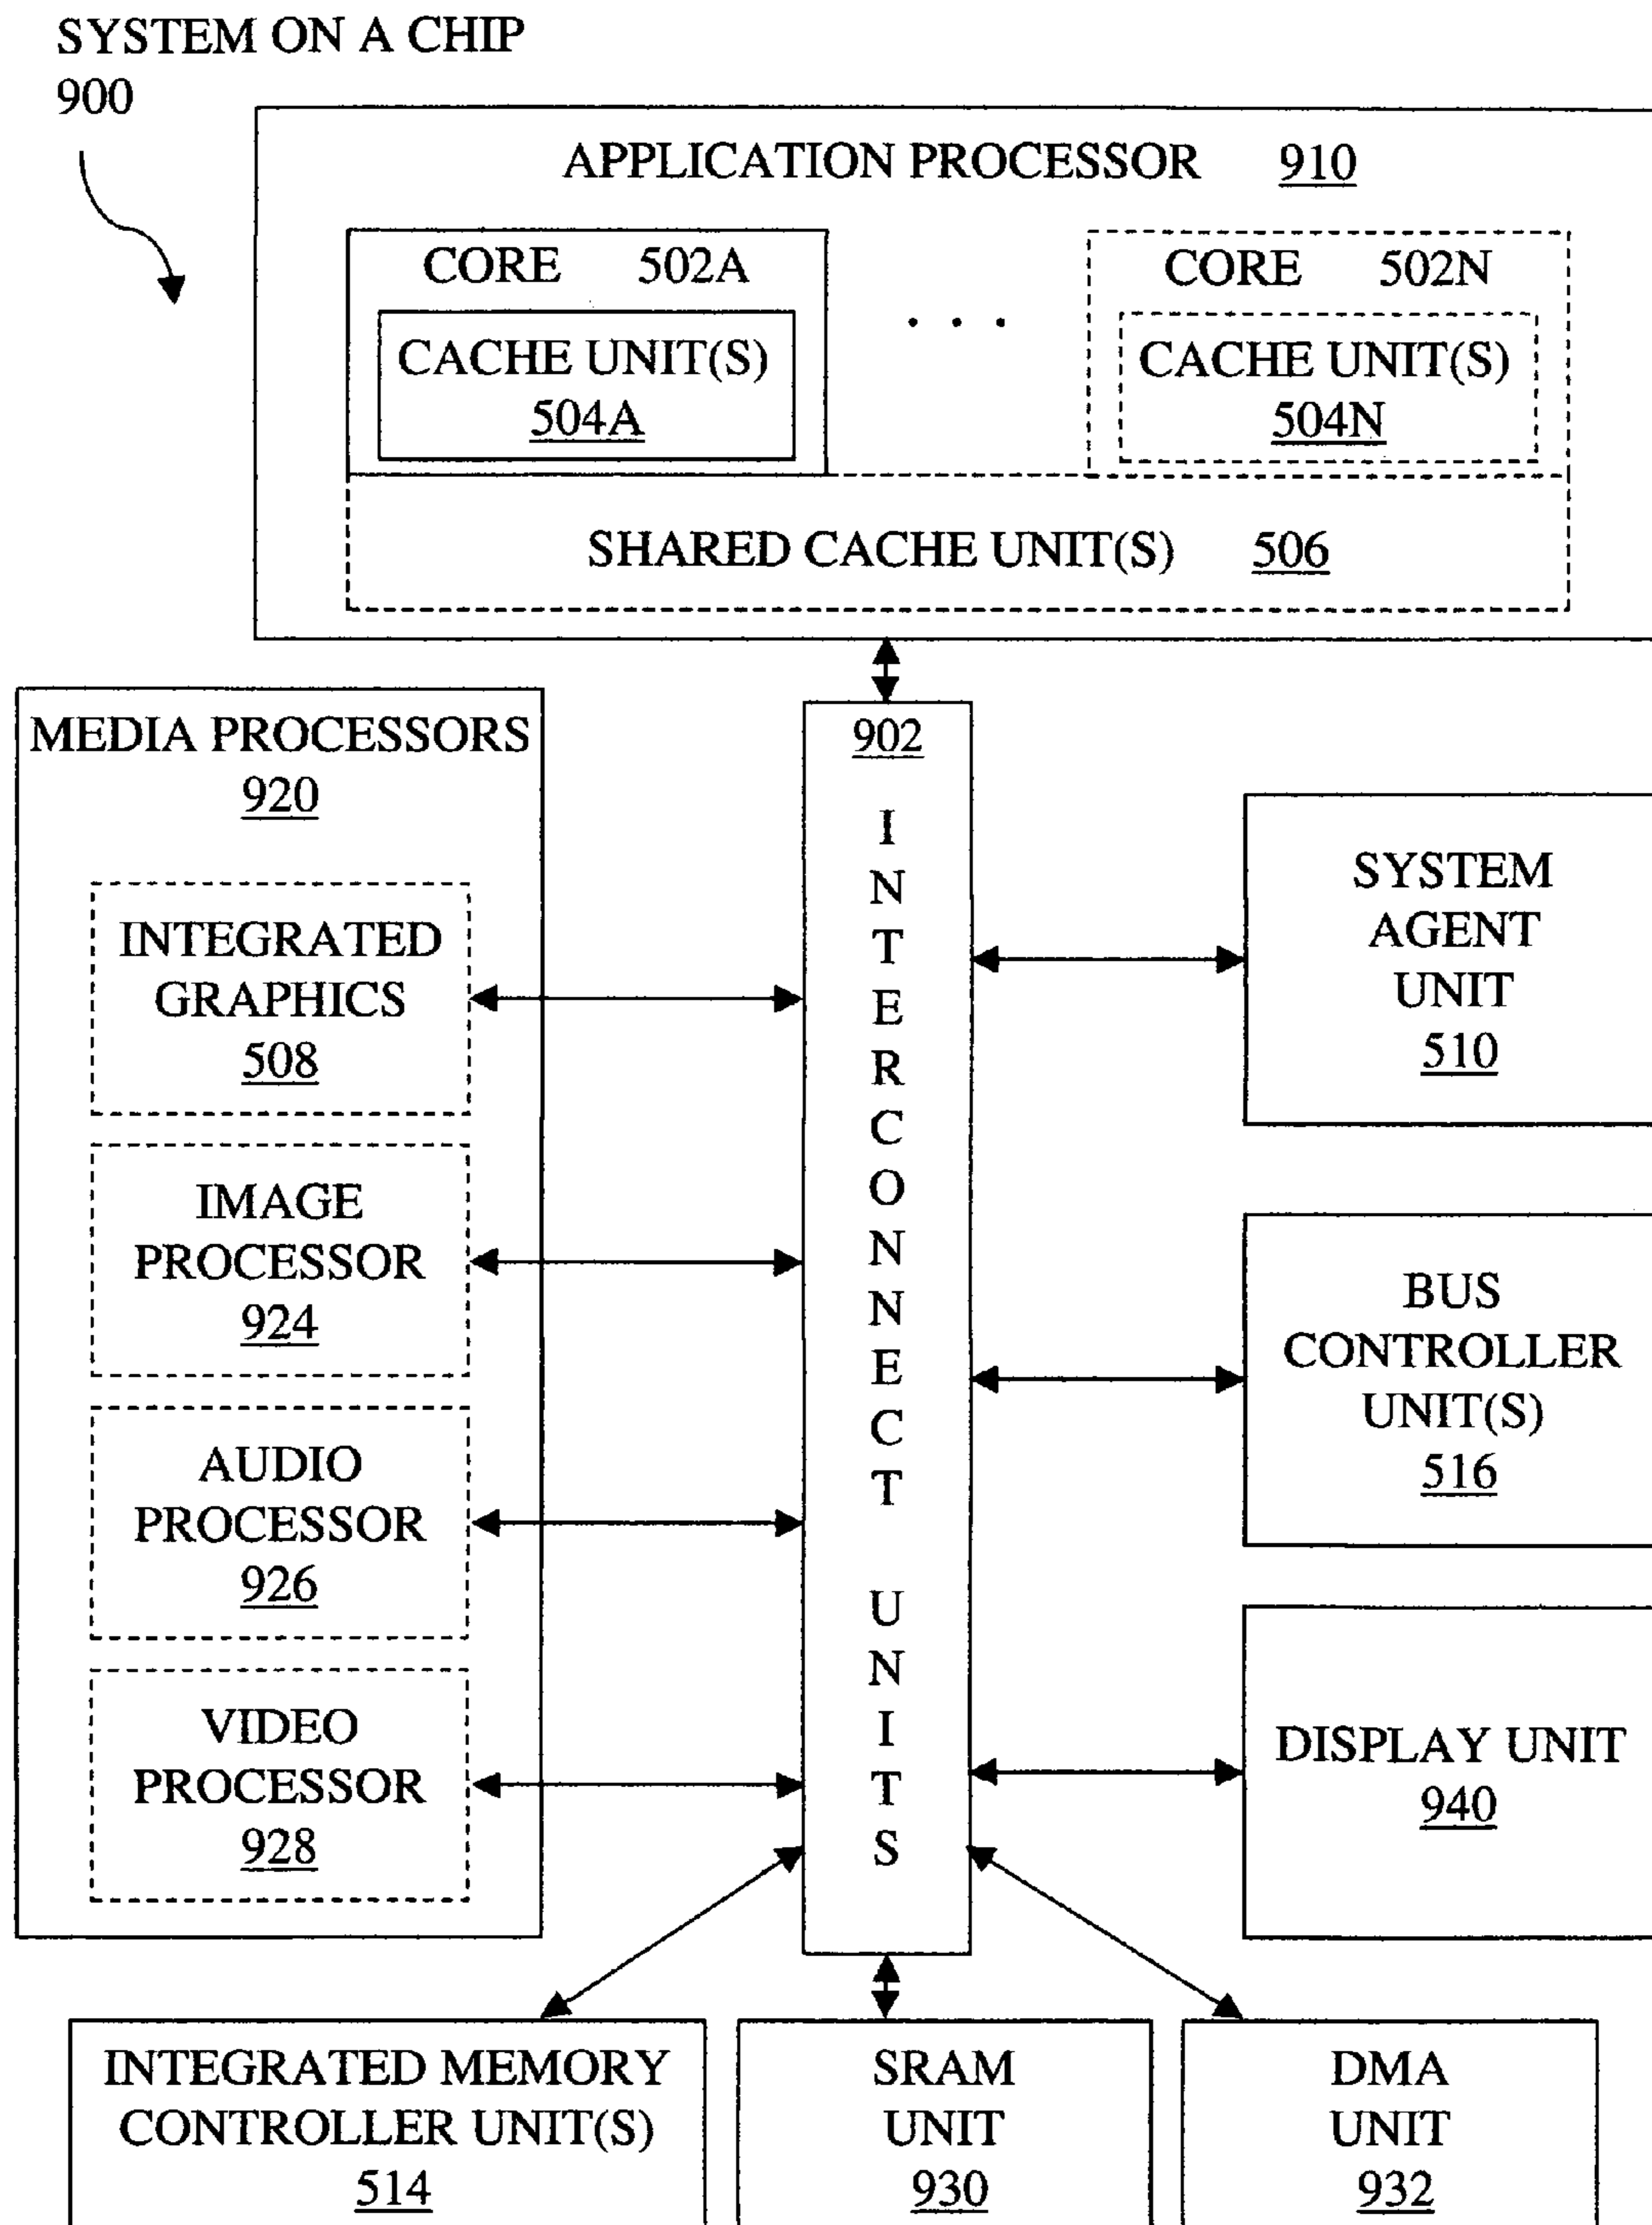 SYSTEM ON A CHIP
900
APPLICATION PROCESSOR 910
CORE 502A
CACHE UNIT(S)
504A
. . .
CORE 502N
CACHE UNIT(S)
504N
SHARED CACHE UNIT(S) 506
MEDIA PROCESSORS
920
INTEGRATED
GRAPHICS
508
IMAGE
PROCESSOR
924
AUDIO
PROCESSOR
926
VIDEO
PROCESSOR
928
902
INTERCONNECT UNITS
SYSTEM
AGENT
UNIT
510
BUS
CONTROLLER
UNIT(S)
516
DISPLAY UNIT
940
INTEGRATED MEMORY
CONTROLLER UNIT(S)
514
SRAM
UNIT
930
DMA
UNIT
932